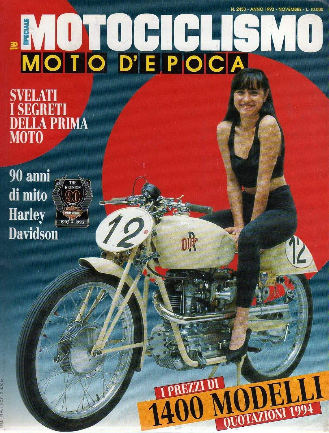 SPECIALE
MOTOCICLISMO
MOTO D'EPOCA
SVELATI
I SEGRETI
DELLA PRIMA
MOTO
90 anni
di mito
Harley
Davidson
12
12
I PREZZI DI
1400 MODELLI
QUOTAZIONI 1994